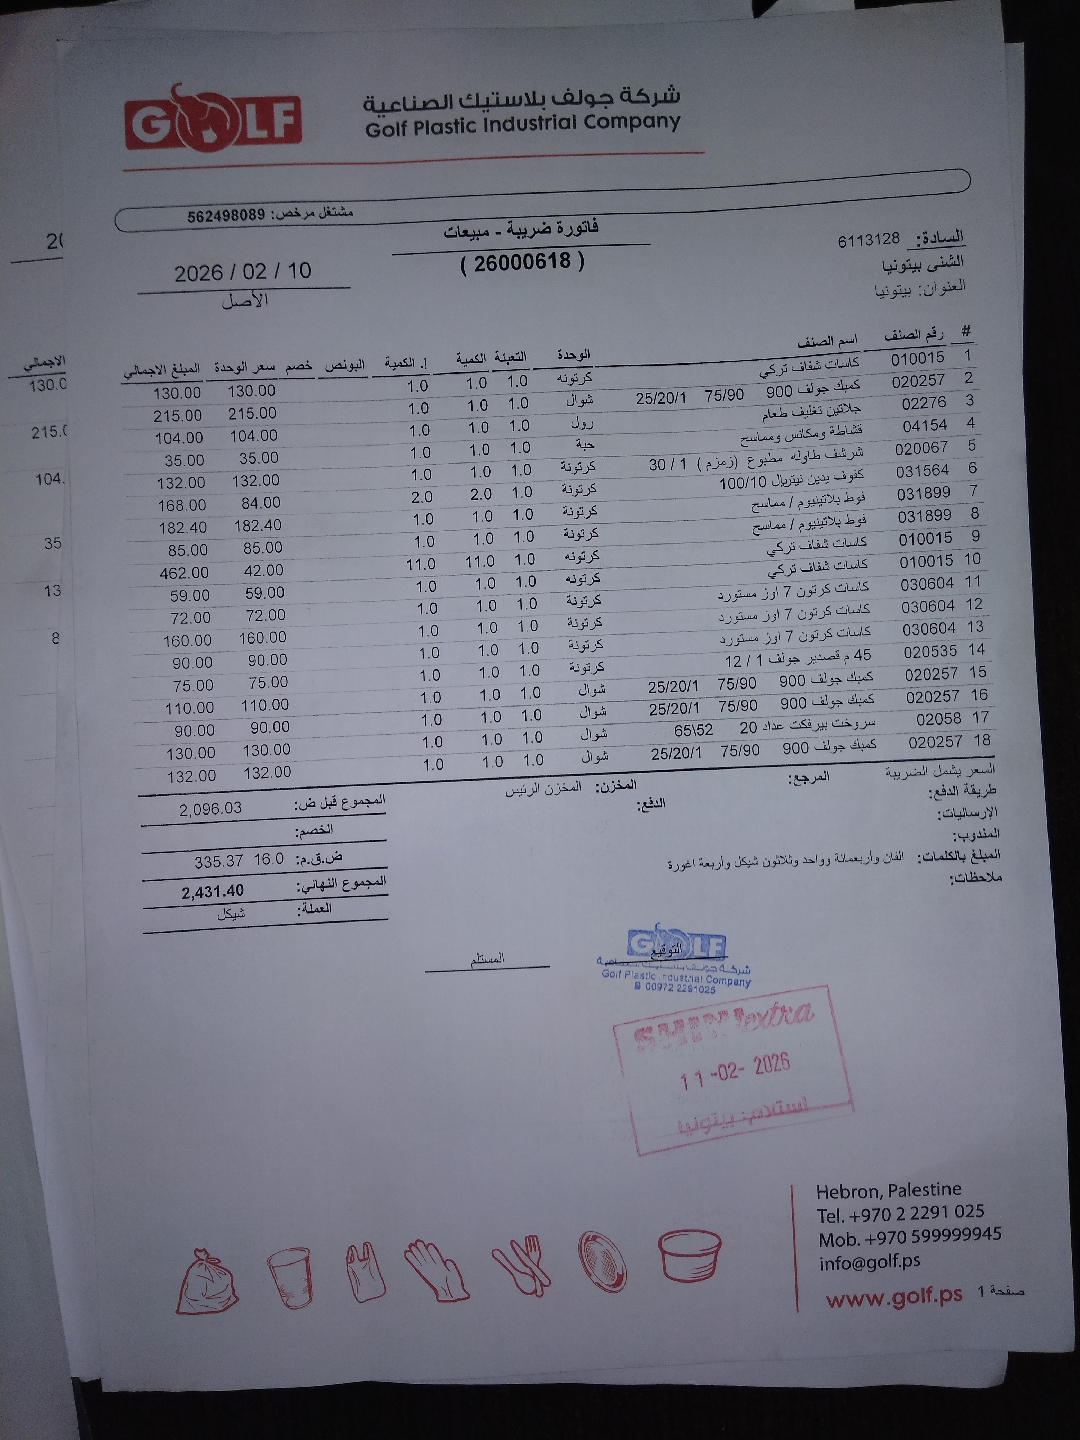 GOLF
شركة جولف بلاستيك الصناعية
Golf Plastic Industrial Company
مشتغل مرخص: 562498089
فاتورة ضريبة - مبيعات
( 26000618 )
2026 / 02 / 10
الأصل
السادة: 6113128
الشنى بيتونيا
العنوان: بيتونيا
# رقم الصنف اسم الصنف الوحدة التعبئة الكمية إ. الكمية البونص خصم سعر الوحدة المبلغ الاجمالي
1 010015 كاسات شفاف تركي كرتونه 1.0 1.0 1.0 130.00 130.00
2 020257 كمبك جولف 900 75/90 25/20/1 شوال 1.0 1.0 1.0 215.00 215.00
3 02276 جلاتين تغليف طعام رول 1.0 1.0 1.0 104.00 104.00
4 04154 قشاطة ومكانس ومماسح حبة 1.0 1.0 1.0 35.00 35.00
5 020067 شرشف طاوله مطبوع (زمزم) 1 / 30 كرتونة 1.0 1.0 1.0 132.00 132.00
6 031564 كفوف يدين نيتريال 100/10 كرتونة 1.0 2.0 2.0 84.00 168.00
7 031899 فوط بلاتينيوم / مماسح كرتونة 1.0 1.0 1.0 182.40 182.40
8 031899 فوط بلاتينيوم / مماسح كرتونة 1.0 1.0 1.0 85.00 85.00
9 010015 كاسات شفاف تركي كرتونه 1.0 11.0 11.0 42.00 462.00
10 010015 كاسات شفاف تركي كرتونه 1.0 1.0 1.0 59.00 59.00
11 030604 كاسات كرتون 7 اوز مستورد كرتونة 1.0 1.0 1.0 72.00 72.00
12 030604 كاسات كرتون 7 اوز مستورد كرتونة 1.0 1.0 1.0 160.00 160.00
13 030604 كاسات كرتون 7 اوز مستورد كرتونة 1.0 1.0 1.0 90.00 90.00
14 020535 45 م قصدير جولف 1 / 12 كرتونة 1.0 1.0 1.0 75.00 75.00
15 020257 كمبك جولف 900 75/90 25/20/1 شوال 1.0 1.0 1.0 110.00 110.00
16 020257 كمبك جولف 900 75/90 25/20/1 شوال 1.0 1.0 1.0 90.00 90.00
17 02058 سروخت بيرفكت عداد 20 65\52 شوال 1.0 1.0 1.0 130.00 130.00
18 020257 كمبك جولف 900 75/90 25/20/1 شوال 1.0 1.0 1.0 132.00 132.00
السعر يشمل الضريبة المرجع: المخزن: المخزن الرئيس
طريقة الدفع: الدفع:
الإرساليات:
المندوب:
المبلغ بالكلمات: الفان وأربعمائة وواحد وثلاثون شيكل وأربعة اغورة
ملاحظات:
المجموع قبل ض: 2,096.03
الخصم:
ض.ق.م: 16.0 335.37
المجموع النهائي: 2,431.40
العملة: شيكل
التوقيع
المستلم
GOLF
شركة جولف بلاستيك الصناعية
Golf Plastic Industrial Company
00972 2291025
extra
11-02-2026
استلام: بيتونيا
Hebron, Palestine
Tel. +970 2 2291 025
Mob. +970 599999945
info@golf.ps
www.golf.ps
صفحة 1
الاجمالي
130.0
215.0
104.
35
13
8